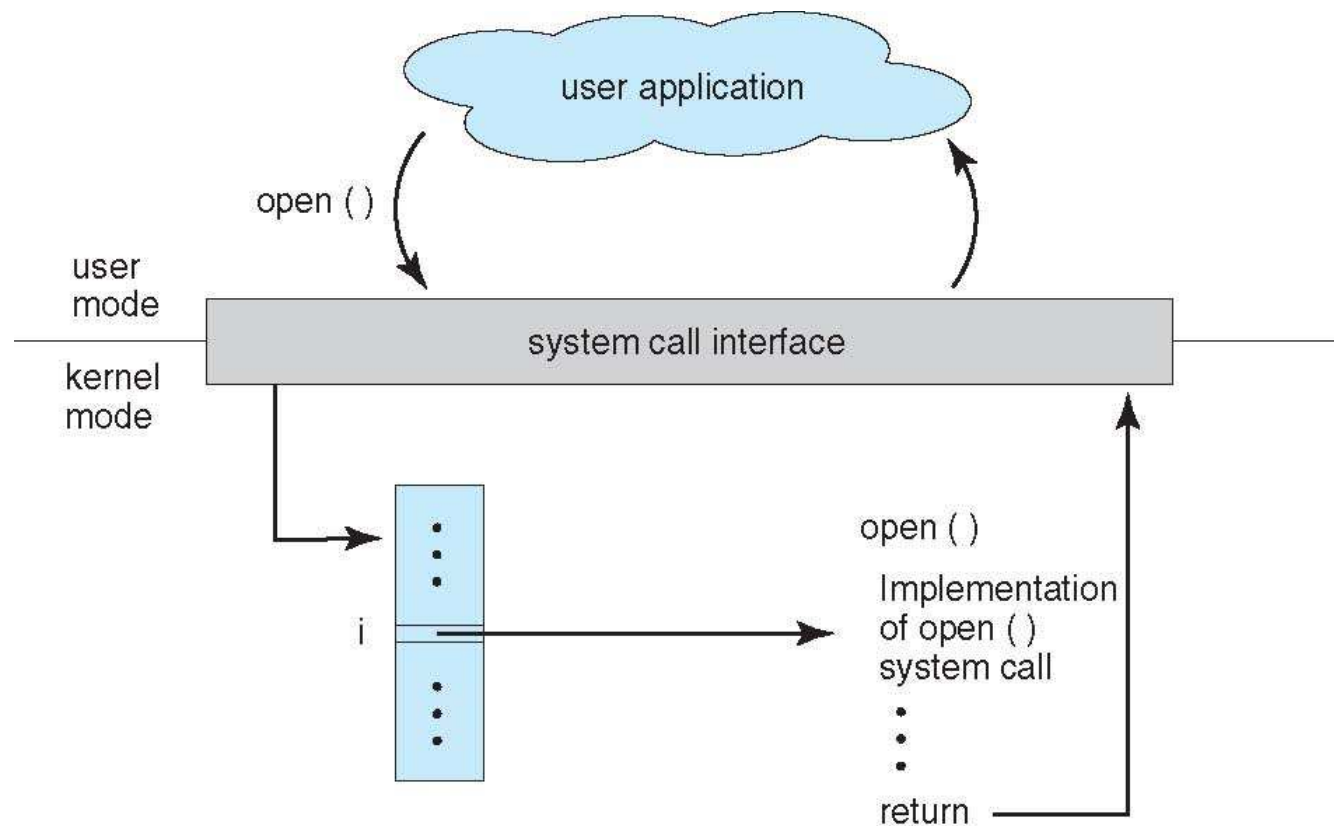 user application
open ( )
user
mode
system call interface
kernel
mode
open ( )
Implementation
of open ( )
system call
i
return